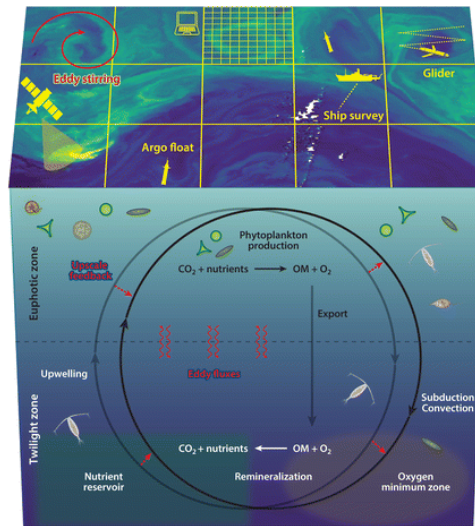 Eddy stirring
Glider
Ship survey
Argo float
Euphotic zone
Phytoplankton
production
CO2 + nutrients
OM + O2
Upscale
feedback
Export
Eddy fluxes
Upwelling
Twilight zone
Subduction
Convection
CO2 + nutrients
OM + O2
Nutrient
reservoir
Remineralization
Oxygen
minimum zone